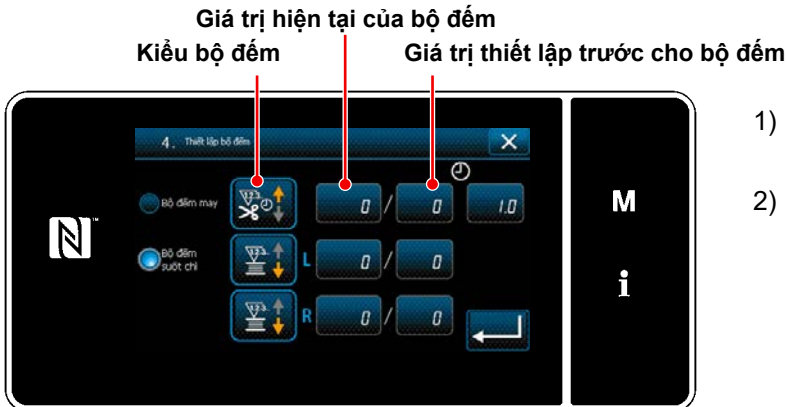 Giá trị hiện tại của bộ đếm
Kiểu bộ đếm
Giá trị thiết lập trước cho bộ đếm
1)
4. Thiết lập bộ đếm
Bộ đếm may
0 / 0 1.0
M
2)
Bộ đếm
suốt chỉ
L 0 / 0
i
R 0 / 0